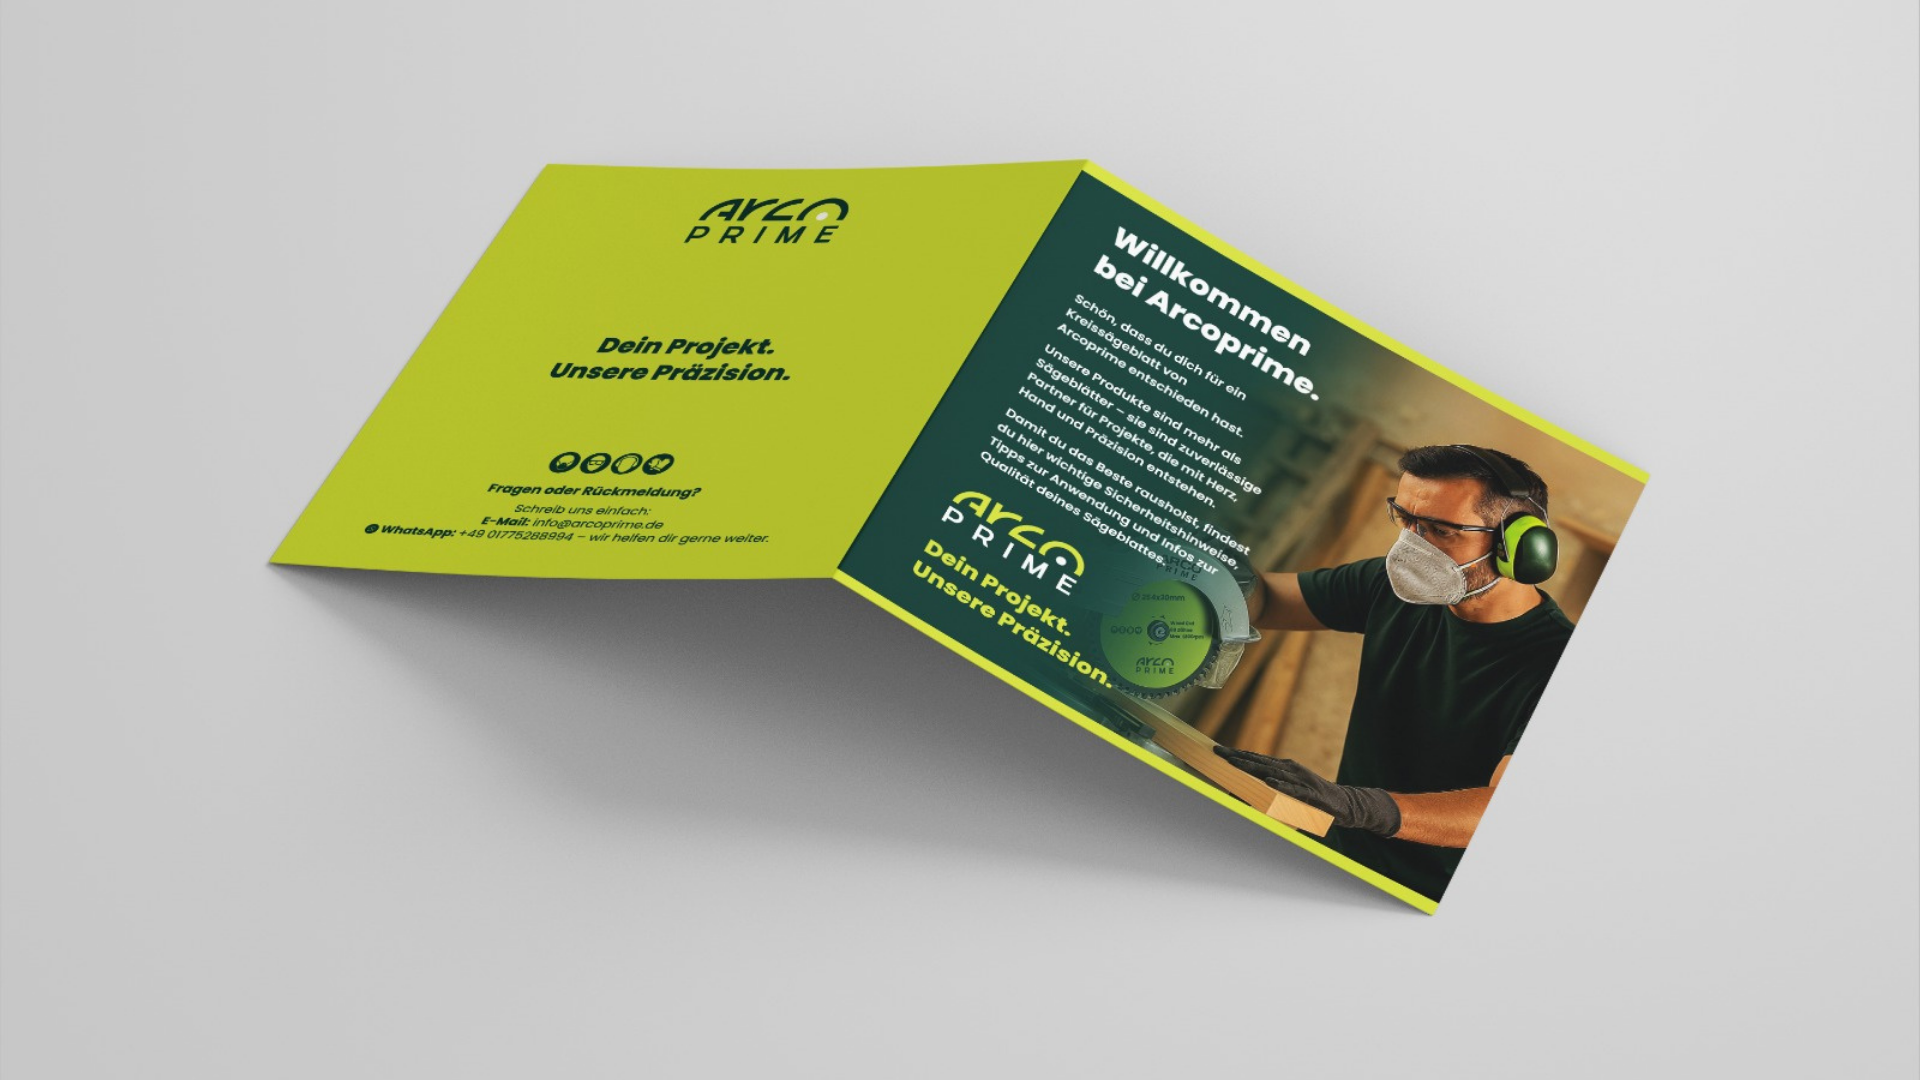 Arco
PRIME
Dein Projekt.
Unsere Präzision.
Fragen oder Rückmeldung?
Schreib uns einfach:
E-Mail: info@arcoprime.de
WhatsApp: +49 01775288994 – wir helfen dir gerne weiter.
Willkommen
bei Arcoprime.
Schön, dass du dich für ein
Kreissägeblatt von
Arcoprime entschieden hast.
Unsere Produkte sind mehr als
Sägeblätter – sie sind zuverlässige
Partner für Projekte, die mit Herz,
Hand und Präzision entstehen.
Damit du das Beste rausholst, findest
du hier wichtige Sicherheitshinweise,
Tipps zur Anwendung und Infos zur
Qualität deines Sägeblattes.
Arco
PRIME
Dein Projekt.
Unsere Präzision.
ARCO
PRIME
254x30mm
Arco
PRIME